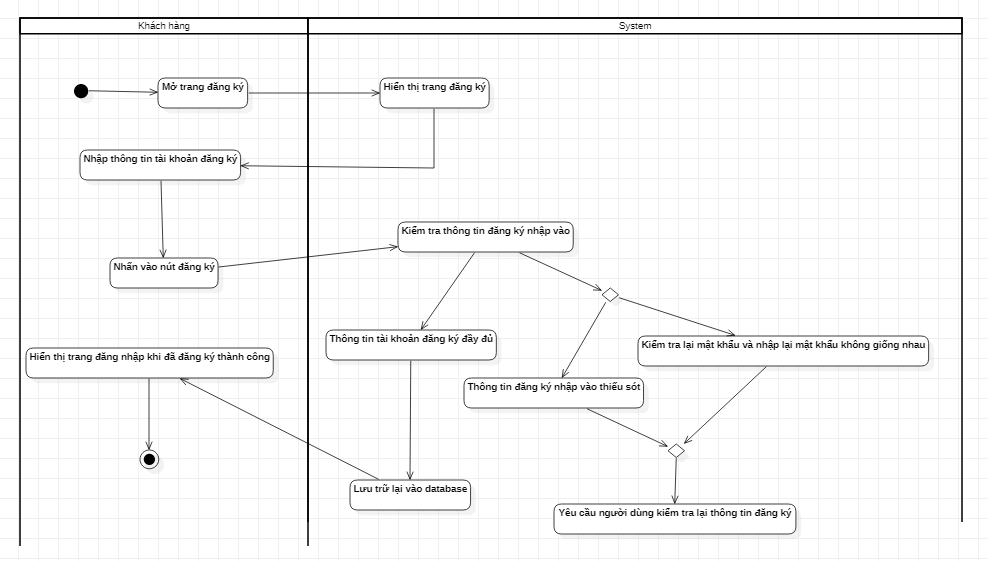 Khách hàng
System
Mở trang đăng ký
Hiển thị trang đăng ký
Nhập thông tin tài khoản đăng ký
Kiểm tra thông tin đăng ký nhập vào
Nhấn vào nút đăng ký
Thông tin tài khoản đăng ký đầy đủ
Kiểm tra lại mật khẩu và nhập lại mật khẩu không giống nhau
Hiển thị trang đăng nhập khi đã đăng ký thành công
Thông tin đăng ký nhập vào thiếu sót
Lưu trữ lại vào database
Yêu cầu người dùng kiểm tra lại thông tin đăng ký